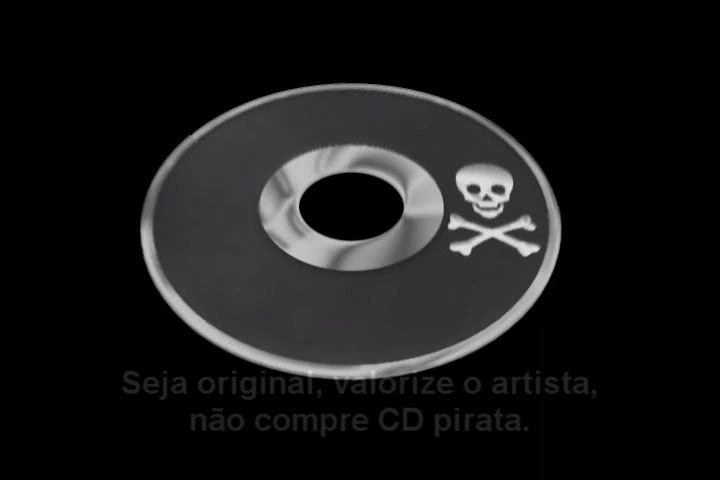 Seja original, valorize o artista,
não compre CD pirata.